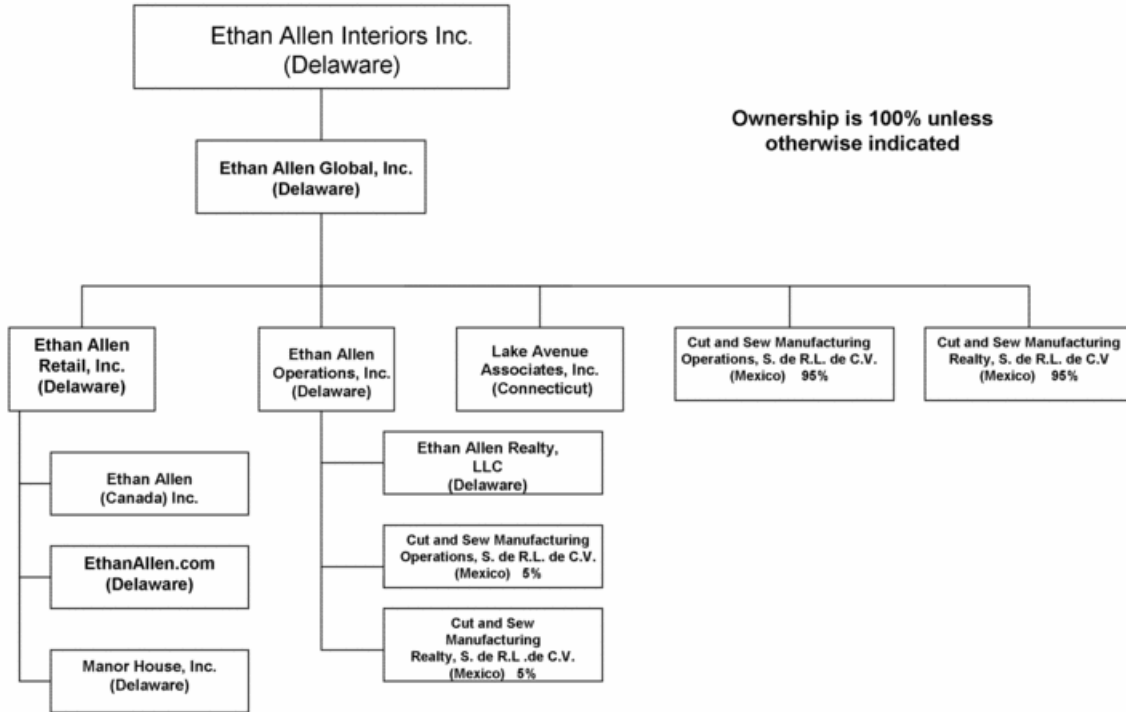 Ethan Allen Interiors Inc.
(Delaware)
Ownership is 100% unless
otherwise indicated
Ethan Allen Global, Inc.
(Delaware)
Ethan Allen
Retail, Inc.
(Delaware)
Ethan Allen
Operations, Inc.
(Delaware)
Lake Avenue
Associates, Inc.
(Connecticut)
Cut and Sew Manufacturing
Operations, S. de R.L. de C.V.
(Mexico) 95%
Cut and Sew Manufacturing
Realty, S. de R.L. de C.V
(Mexico) 95%
Ethan Allen
(Canada) Inc.
EthanAllen.com
(Delaware)
Manor House, Inc.
(Delaware)
Ethan Allen Realty,
LLC
(Delaware)
Cut and Sew Manufacturing
Operations, S. de R.L. de C.V.
(Mexico) 5%
Cut and Sew
Manufacturing
Realty, S. de R.L .de C.V.
(Mexico) 5%